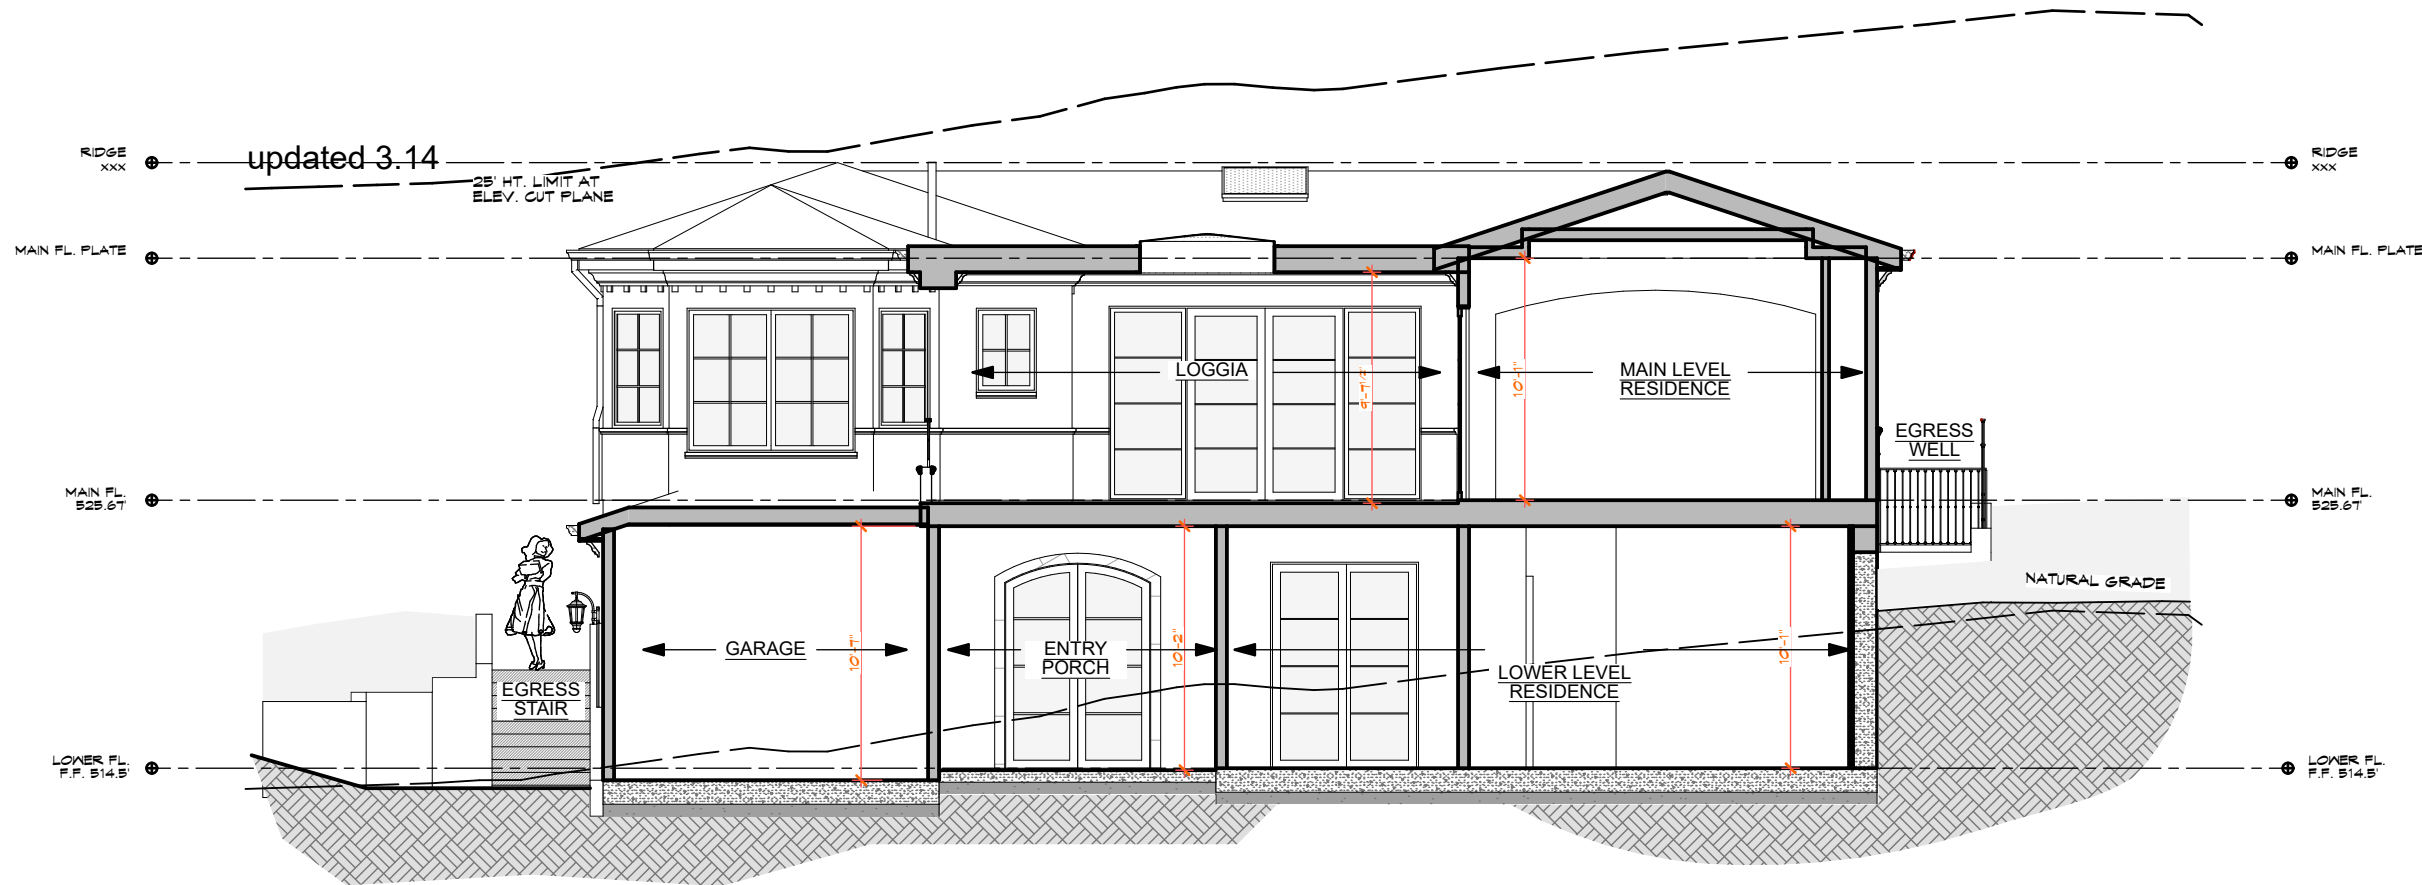 updated 3.14
RIDGE
xxx
RIDGE
xxx
25' HT. LIMIT AT
ELEV. CUT PLANE
MAIN FL. PLATE
MAIN FL. PLATE
LOGGIA
9'-7 1/2"
10'-1"
MAIN LEVEL
RESIDENCE
EGRESS
WELL
MAIN FL.
525.67'
MAIN FL.
525.67'
NATURAL GRADE
GARAGE
10'-7"
ENTRY
PORCH
10'-2"
LOWER LEVEL
RESIDENCE
10'-1"
EGRESS
STAIR
LOWER FL.
F.F. 514.5'
LOWER FL.
F.F. 514.5'